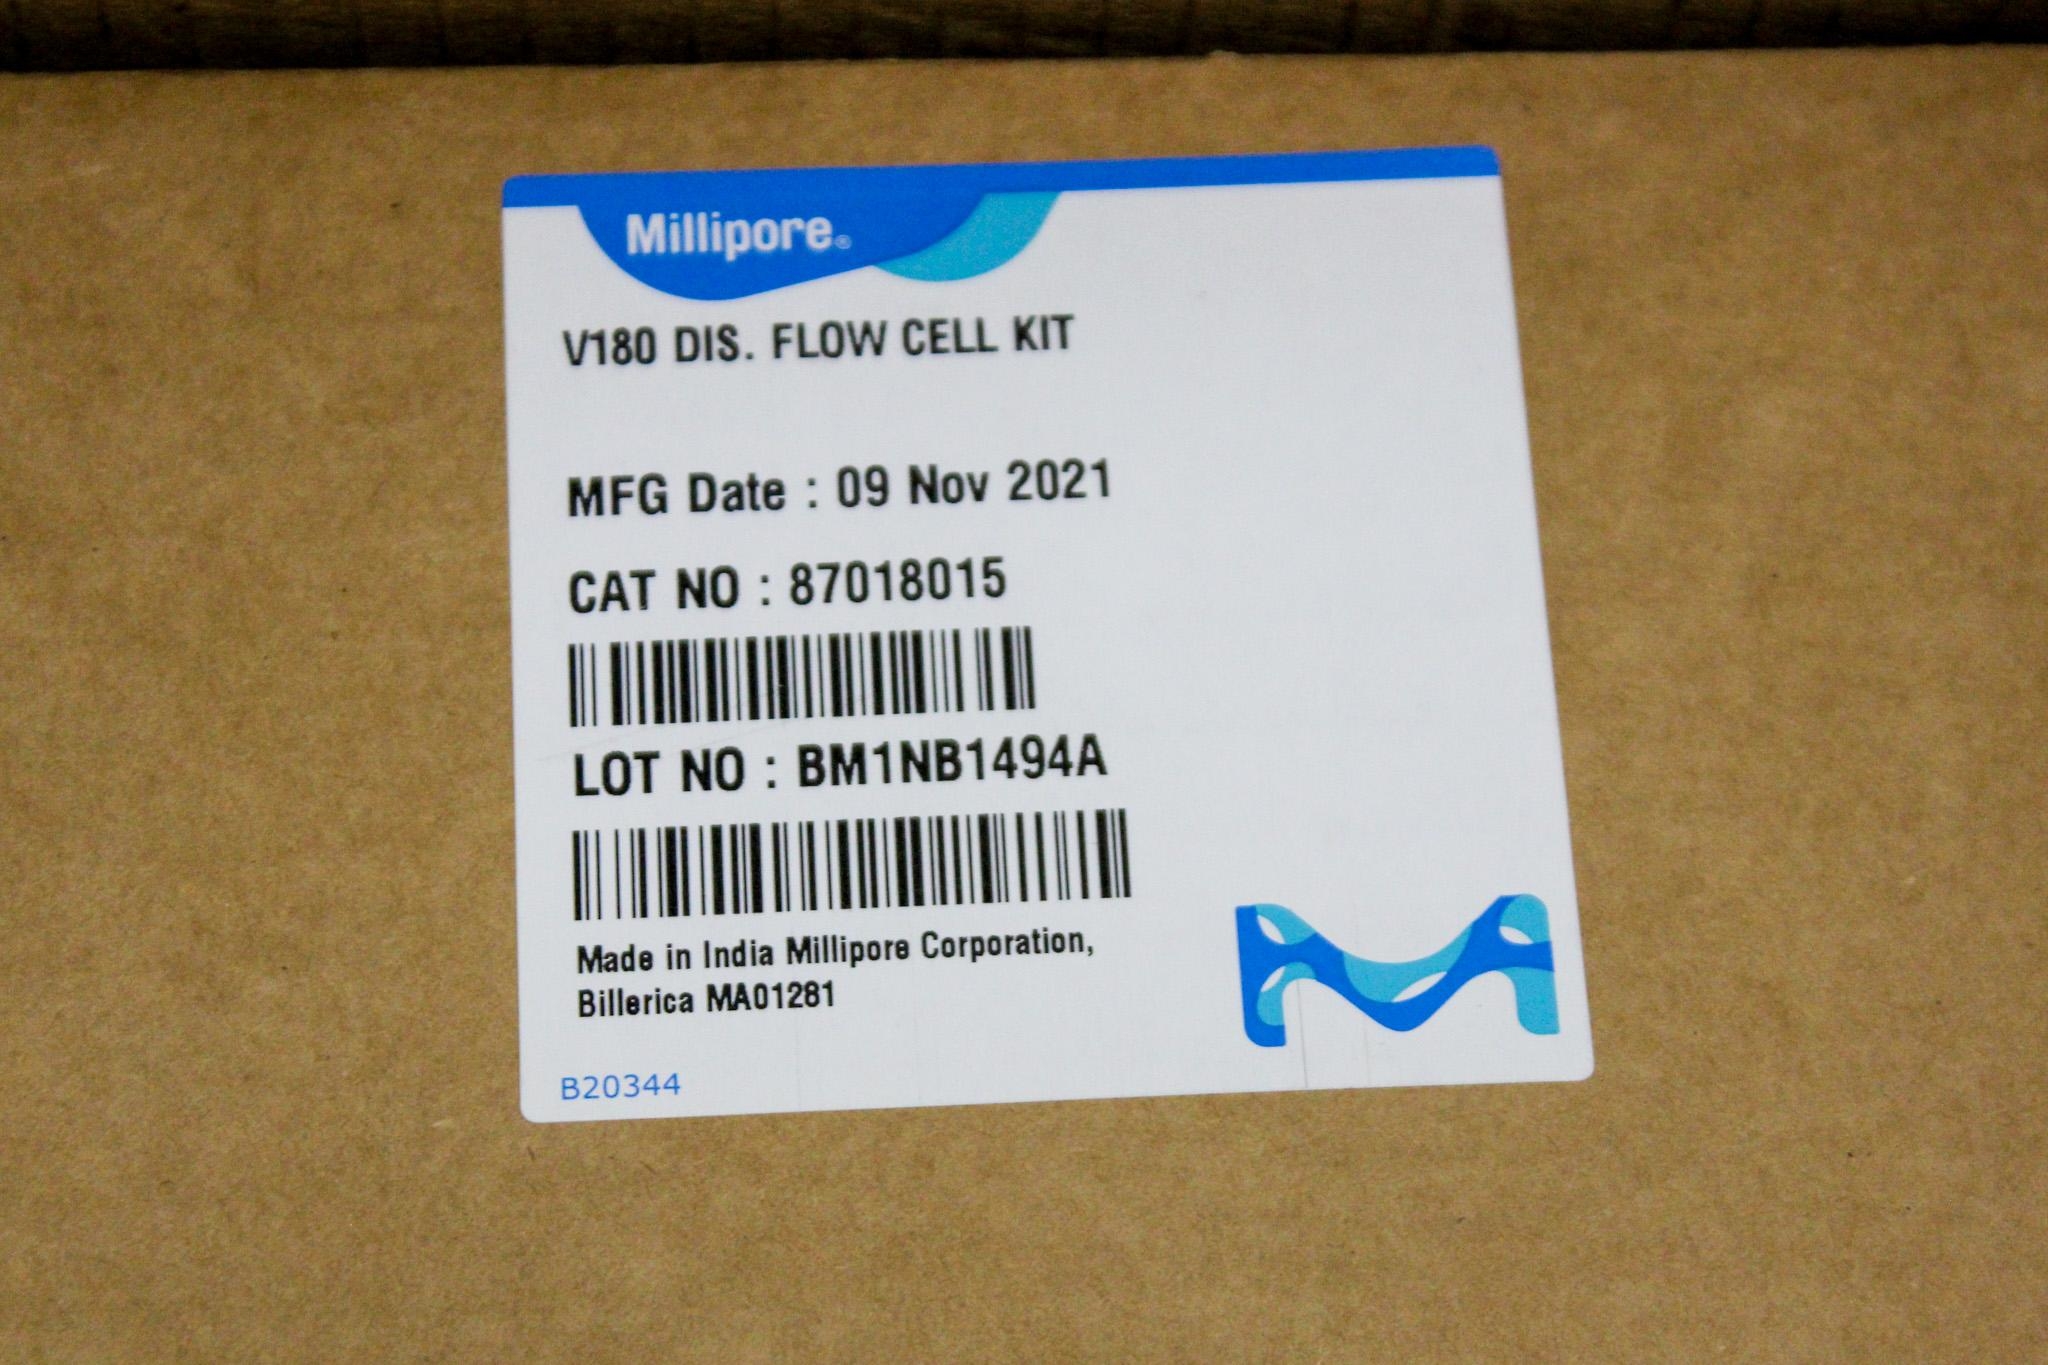 Millipore®
V180 DIS. FLOW CELL KIT
MFG Date : 09 Nov 2021
CAT NO : 87018015
LOT NO : BM1NB1494A
Made in India Millipore Corporation,
Billerica MA01281
B20344